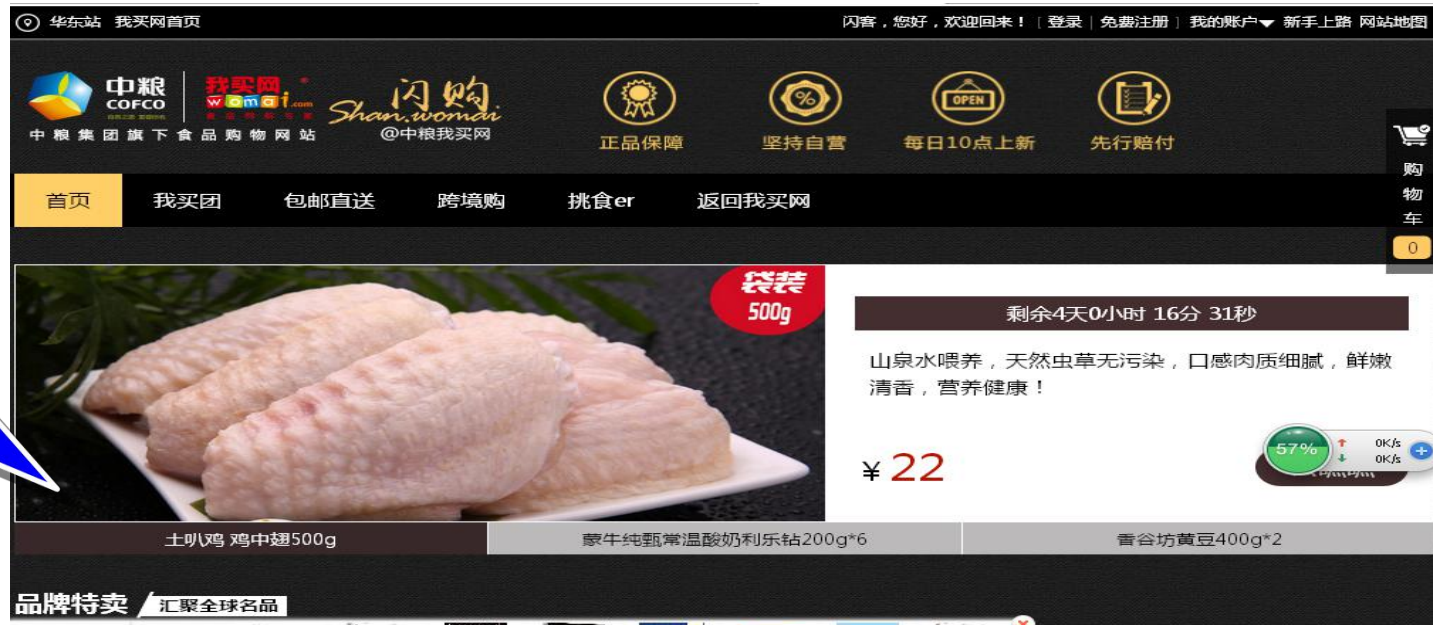 华东站 我买网首页
闪客，您好，欢迎回来！ [ 登录 | 免费注册 ] 我的账户 新手上路 网站地图
中粮 COFCO
我买网 womai.com
中粮集团旗下食品购物网站
闪购 Shan.womai @中粮我买网
OPEN
正品保障 坚持自营 每日10点上新 先行赔付
购物车
0
首页 我买团 包邮直送 跨境购 挑食er 返回我买网
袋装
500g
剩余4天0小时 16分 31秒
山泉水喂养，天然虫草无污染，口感肉质细腻，鲜嫩
清香，营养健康！
¥ 22
57% 0K/s
0K/s
土叭鸡 鸡中翅500g 蒙牛纯甄常温酸奶利乐钻200g*6 香谷坊黄豆400g*2
品牌特卖 汇聚全球名品